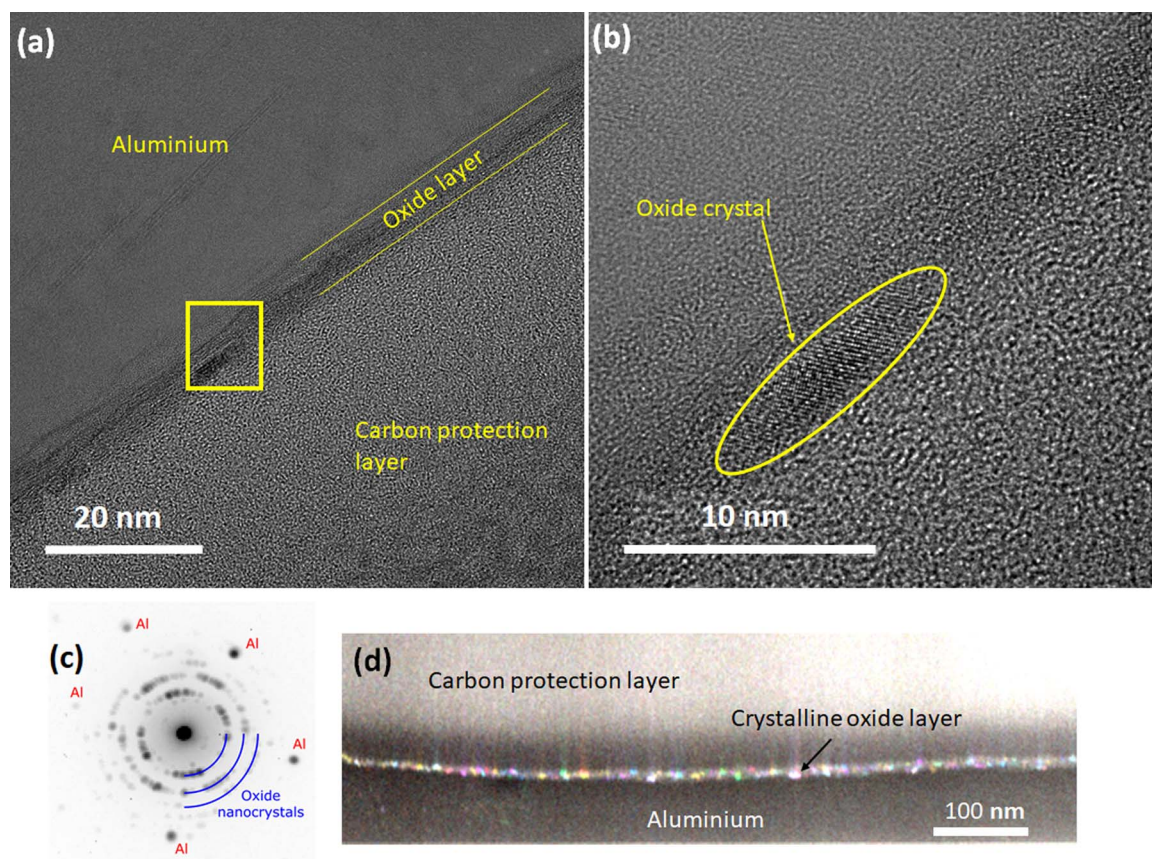 (a)
Aluminium
Oxide layer
Carbon protection
layer
20 nm
(b)
Oxide crystal
10 nm
(c)
Al
Al
Al
Al
Al
Oxide
nanocrystals
(d)
Carbon protection layer
Crystalline oxide layer
Aluminium
100 nm